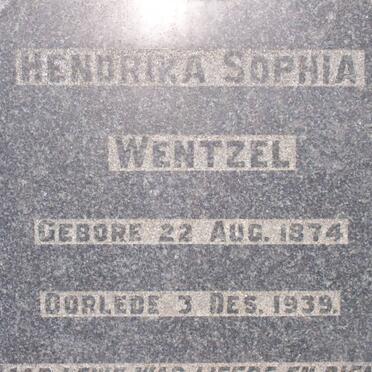 HENDRIKA SOPHIA
WENTZEL
GEBORE 22 AUG. 1874
OORLEDE 3 DES. 1939.